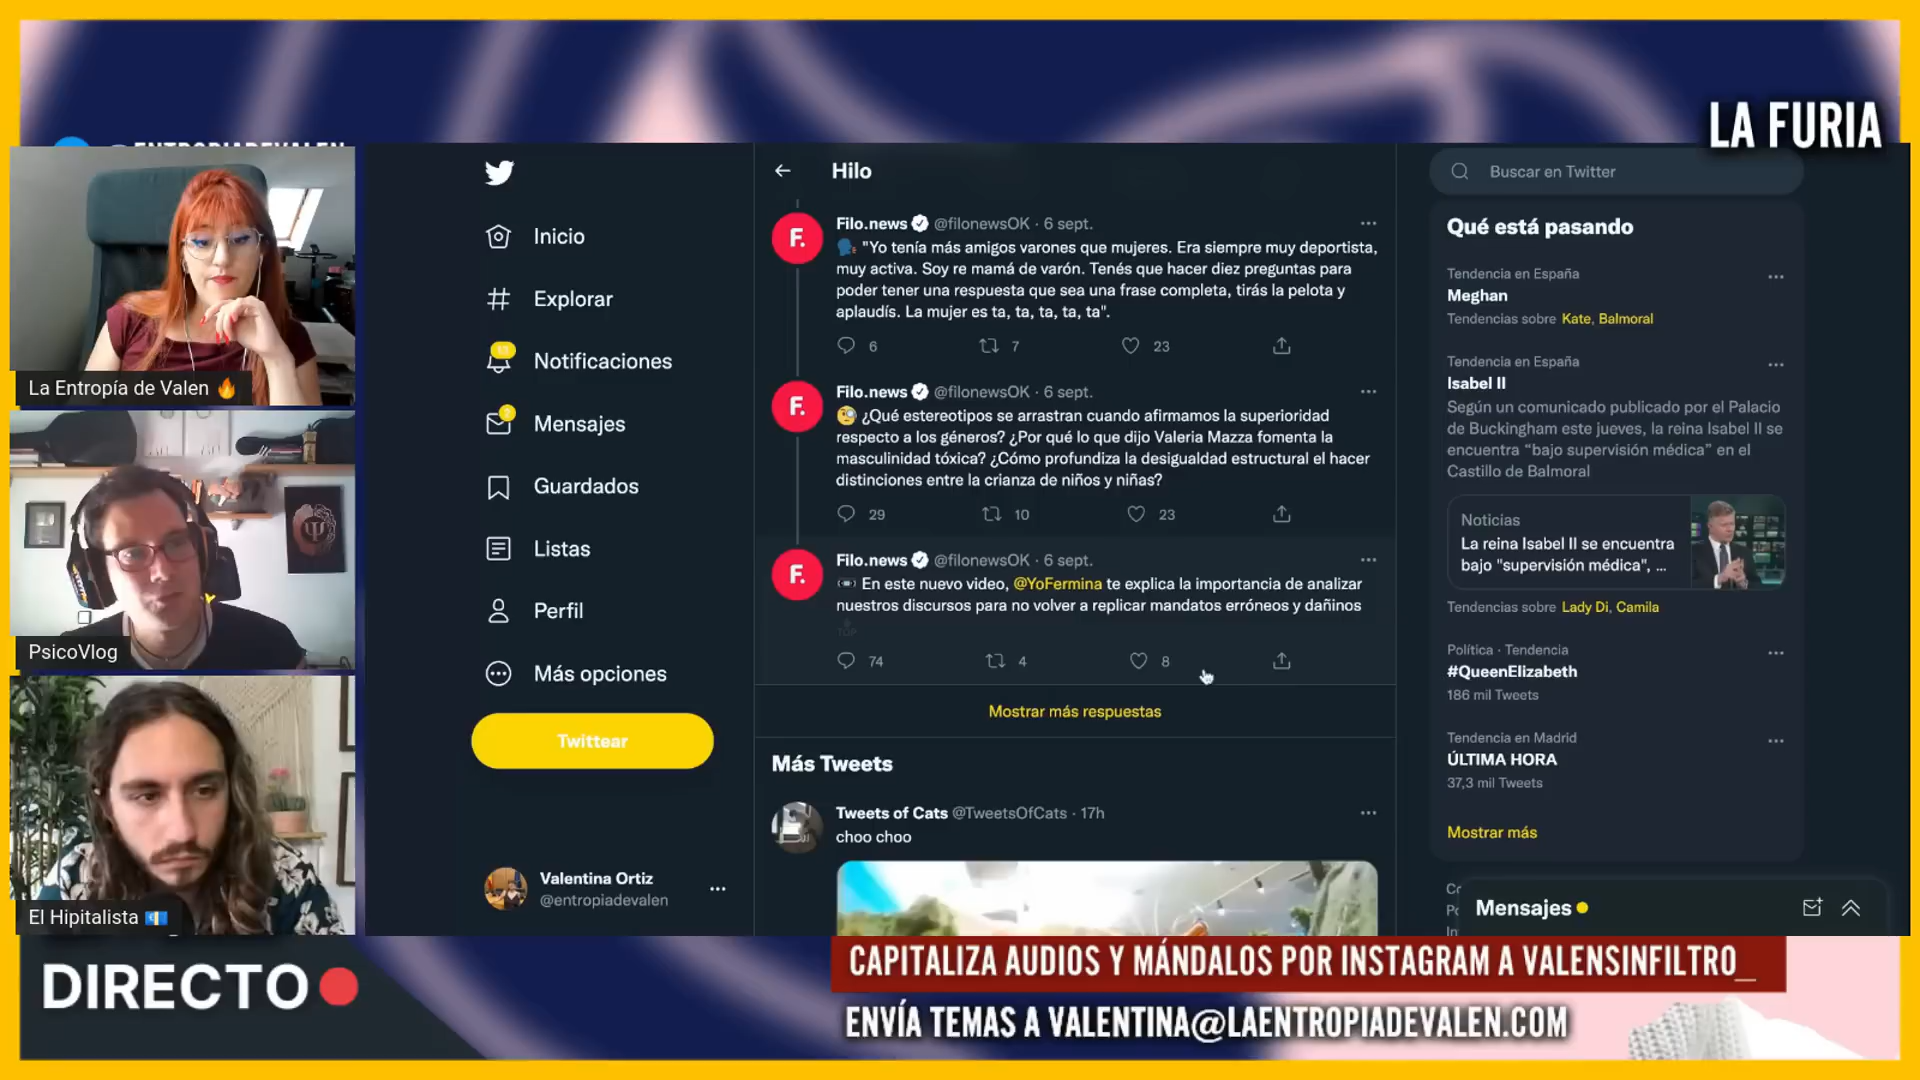 LA FURIA
La Entropía de Valen
PsicoVlog
El Hipitalista
DIRECTO
Inicio
Explorar
Notificaciones
Mensajes
Guardados
Listas
Perfil
Más opciones
Twittear
Valentina Ortiz
@entropiadevalen
Hilo
F.
Filo.news @filonewsOK · 6 sept.
"Yo tenía más amigos varones que mujeres. Era siempre muy deportista,
muy activa. Soy re mamá de varón. Tenés que hacer diez preguntas para
poder tener una respuesta que sea una frase completa, tirás la pelota y
aplaudís. La mujer es ta, ta, ta, ta, ta".
6 7 23
F.
Filo.news @filonewsOK · 6 sept.
¿Qué estereotipos se arrastran cuando afirmamos la superioridad
respecto a los géneros? ¿Por qué lo que dijo Valeria Mazza fomenta la
masculinidad tóxica? ¿Cómo profundiza la desigualdad estructural el hacer
distinciones entre la crianza de niños y niñas?
29 10 23
F.
Filo.news @filonewsOK · 6 sept.
En este nuevo video, @YoFermina te explica la importancia de analizar
nuestros discursos para no volver a replicar mandatos erróneos y dañinos
TOP
74 4 8
Mostrar más respuestas
Más Tweets
Tweets of Cats @TweetsOfCats · 17h
choo choo
Buscar en Twitter
Qué está pasando
Tendencia en España
Meghan
Tendencias sobre Kate, Balmoral
Tendencia en España
Isabel II
Según un comunicado publicado por el Palacio
de Buckingham este jueves, la reina Isabel II se
encuentra “bajo supervisión médica” en el
Castillo de Balmoral
Noticias
La reina Isabel II se encuentra
bajo "supervisión médica", ...
Tendencias sobre Lady Di, Camila
Política · Tendencia
#QueenElizabeth
186 mil Tweets
Tendencia en Madrid
ÚLTIMA HORA
37,3 mil Tweets
Mostrar más
Mensajes
CAPITALIZA AUDIOS Y MÁNDALOS POR INSTAGRAM A VALENSINFILTRO_
ENVÍA TEMAS A VALENTINA@LAENTROPIADEVALEN.COM